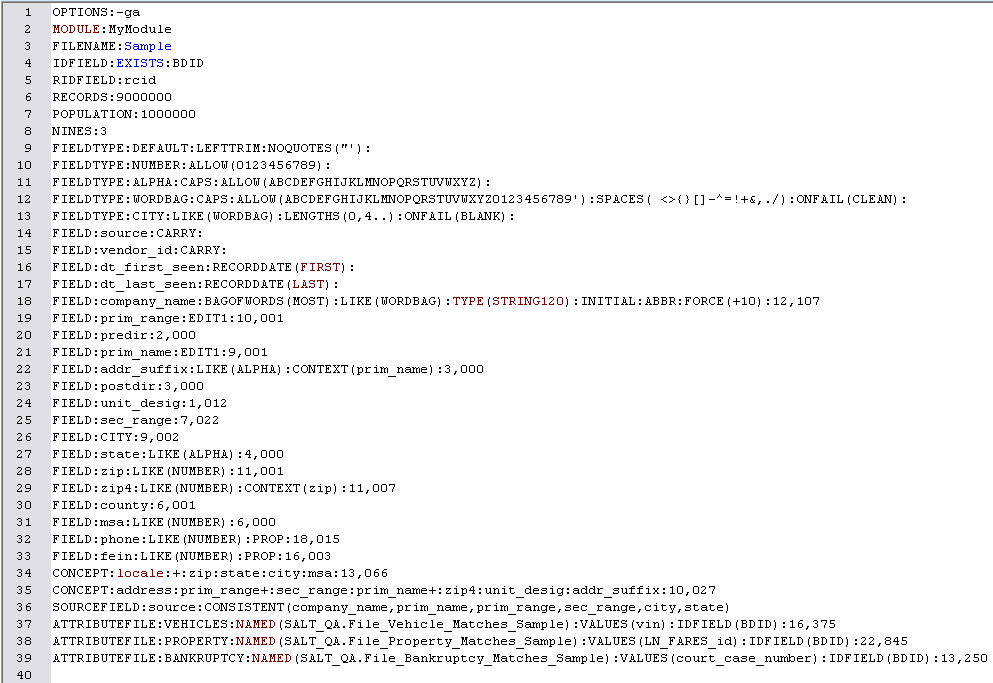 1 OPTIONS:-ga
2 MODULE:MyModule
3 FILENAME:Sample
4 IDFIELD:EXISTS:BDID
5 RIDFIELD:rcid
6 RECORDS:9000000
7 POPULATION:1000000
8 NINES:3
9 FIELDTYPE:DEFAULT:LEFTTRIM:NOQUOTES("'):
10 FIELDTYPE:NUMBER:ALLOW(0123456789):
11 FIELDTYPE:ALPHA:CAPS:ALLOW(ABCDEFGHIJKLMNOPQRSTUVWXYZ):
12 FIELDTYPE:WORDBAG:CAPS:ALLOW(ABCDEFGHIJKLMNOPQRSTUVWXYZ0123456789'):SPACES( <>{}[]-^=!+&,./):ONFAIL(CLEAN):
13 FIELDTYPE:CITY:LIKE(WORDBAG):LENGTHS(0,4..):ONFAIL(BLANK):
14 FIELD:source:CARRY:
15 FIELD:vendor_id:CARRY:
16 FIELD:dt_first_seen:RECORDDATE(FIRST):
17 FIELD:dt_last_seen:RECORDDATE(LAST):
18 FIELD:company_name:BAGOFWORDS(MOST):LIKE(WORDBAG):TYPE(STRING120):INITIAL:ABBR:FORCE(+10):12,107
19 FIELD:prim_range:EDIT1:10,001
20 FIELD:predir:2,000
21 FIELD:prim_name:EDIT1:9,001
22 FIELD:addr_suffix:LIKE(ALPHA):CONTEXT(prim_name):3,000
23 FIELD:postdir:3,000
24 FIELD:unit_desig:1,012
25 FIELD:sec_range:7,022
26 FIELD:CITY:9,002
27 FIELD:state:LIKE(ALPHA):4,000
28 FIELD:zip:LIKE(NUMBER):11,001
29 FIELD:zip4:LIKE(NUMBER):CONTEXT(zip):11,007
30 FIELD:county:6,001
31 FIELD:msa:LIKE(NUMBER):6,000
32 FIELD:phone:LIKE(NUMBER):PROP:18,015
33 FIELD:fein:LIKE(NUMBER):PROP:16,003
34 CONCEPT:locale:+:zip:state:city:msa:13,066
35 CONCEPT:address:prim_range+:sec_range:prim_name+:zip4:unit_desig:addr_suffix:10,027
36 SOURCEFIELD:source:CONSISTENT(company_name,prim_name,prim_range,sec_range,city,state)
37 ATTRIBUTEFILE:VEHICLES:NAMED(SALT_QA.File_Vehicle_Matches_Sample):VALUES(vin):IDFIELD(BDID):16,375
38 ATTRIBUTEFILE:PROPERTY:NAMED(SALT_QA.File_Property_Matches_Sample):VALUES(LN_FARES_id):IDFIELD(BDID):22,845
39 ATTRIBUTEFILE:BANKRUPTCY:NAMED(SALT_QA.File_Bankruptcy_Matches_Sample):VALUES(court_case_number):IDFIELD(BDID):13,250
40